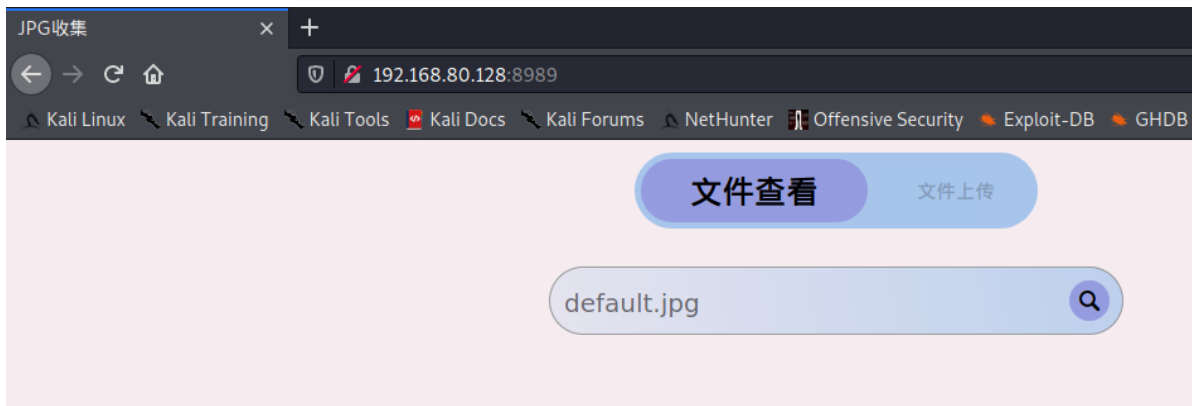 JPG收集
192.168.80.128:8989
Kali Linux Kali Training Kali Tools Kali Docs Kali Forums NetHunter Offensive Security Exploit-DB GHDB
文件查看 文件上传
default.jpg